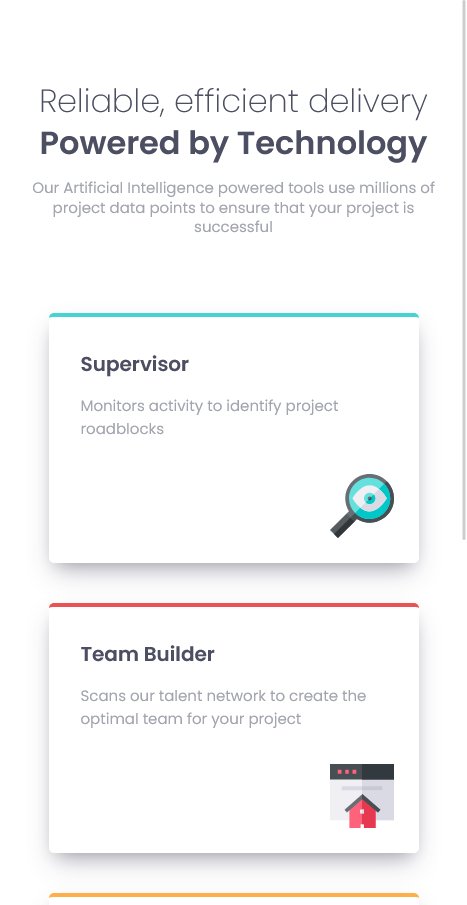 Reliable, efficient delivery
Powered by Technology
Our Artificial Intelligence powered tools use millions of
project data points to ensure that your project is
successful
Supervisor
Monitors activity to identify project
roadblocks
Team Builder
Scans our talent network to create the
optimal team for your project